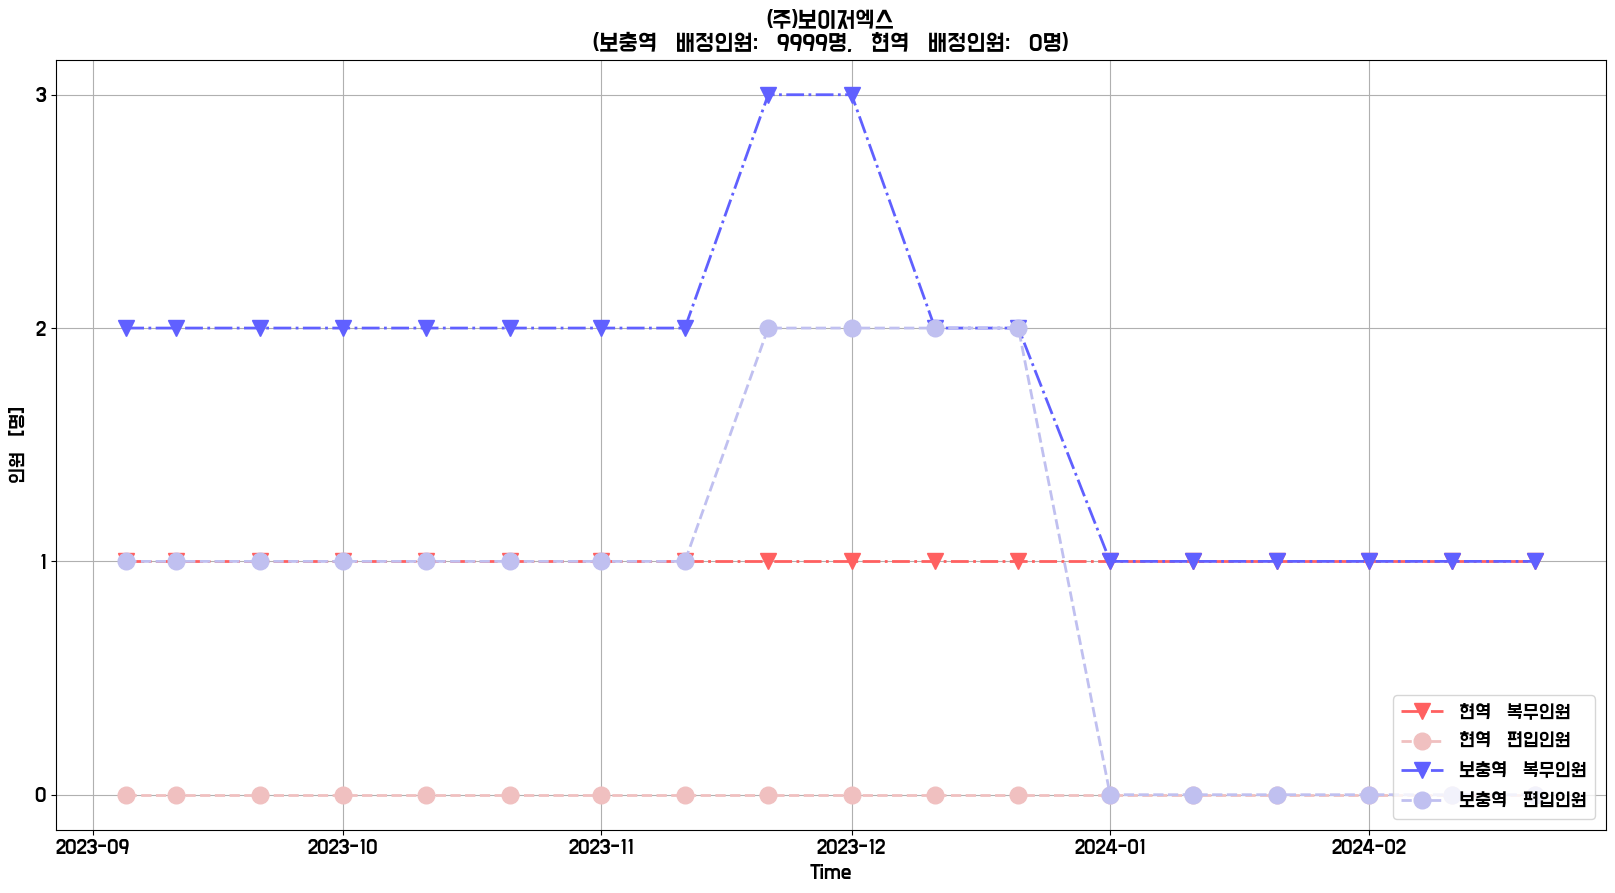 (주)보이저엑스
(보충역 배정인원: 9999명, 현역 배정인원: 0명)
3
2
1
0
인원 [명]
2023-09 2023-10 2023-11 2023-12 2024-01 2024-02
Time
현역 복무인원
현역 편입인원
보충역 복무인원
보충역 편입인원